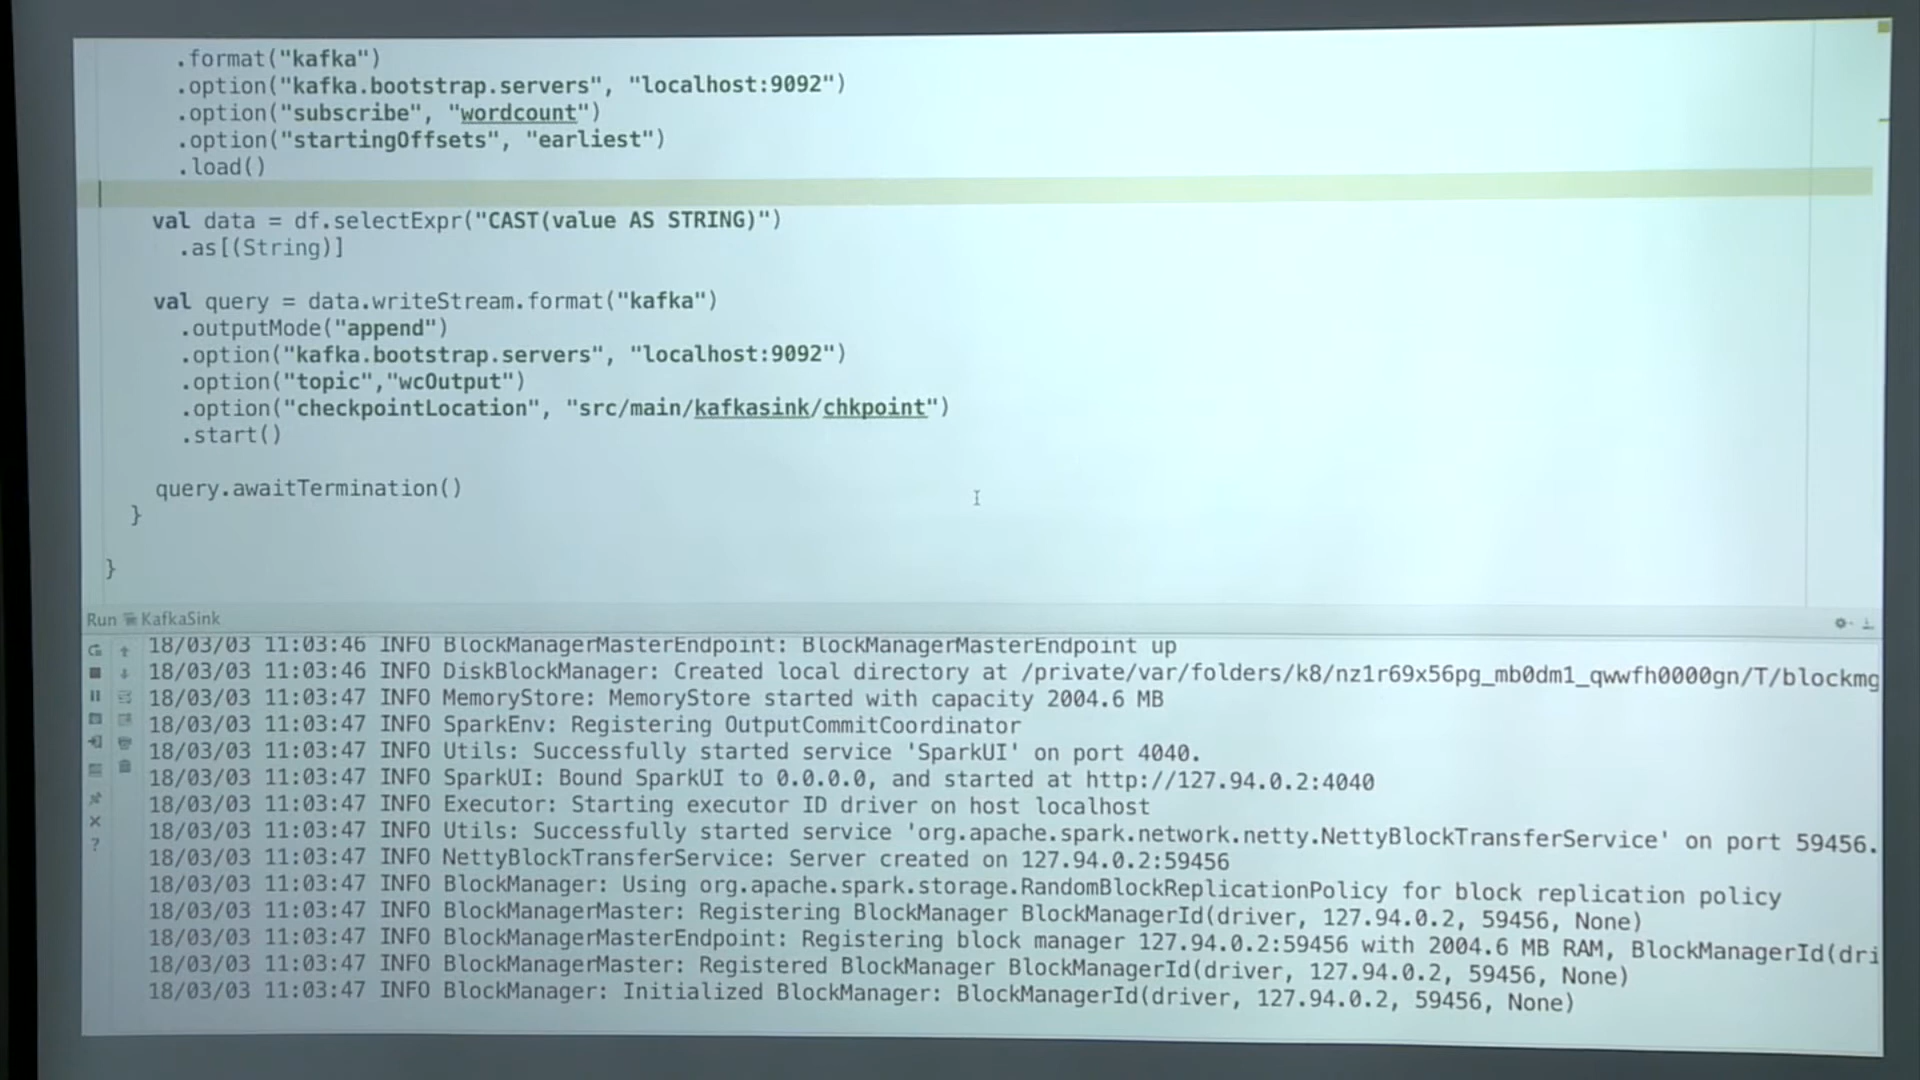 .format("kafka")
.option("kafka.bootstrap.servers", "localhost:9092")
.option("subscribe", "wordcount")
.option("startingOffsets", "earliest")
.load()
val data = df.selectExpr("CAST(value AS STRING)")
.as[(String)]
val query = data.writeStream.format("kafka")
.outputMode("append")
.option("kafka.bootstrap.servers", "localhost:9092")
.option("topic","wcOutput")
.option("checkpointLocation", "src/main/kafkasink/chkpoint")
.start()
query.awaitTermination()
}
}
Run KafkaSink
18/03/03 11:03:46 INFO BlockManagerMasterEndpoint: BlockManagerMasterEndpoint up
18/03/03 11:03:46 INFO DiskBlockManager: Created local directory at /private/var/folders/k8/nz1r69x56pg_mb0dm1_qwwfh0000gn/T/blockmg
18/03/03 11:03:47 INFO MemoryStore: MemoryStore started with capacity 2004.6 MB
18/03/03 11:03:47 INFO SparkEnv: Registering OutputCommitCoordinator
18/03/03 11:03:47 INFO Utils: Successfully started service 'SparkUI' on port 4040.
18/03/03 11:03:47 INFO SparkUI: Bound SparkUI to 0.0.0.0, and started at http://127.94.0.2:4040
18/03/03 11:03:47 INFO Executor: Starting executor ID driver on host localhost
18/03/03 11:03:47 INFO Utils: Successfully started service 'org.apache.spark.network.netty.NettyBlockTransferService' on port 59456.
18/03/03 11:03:47 INFO NettyBlockTransferService: Server created on 127.94.0.2:59456
18/03/03 11:03:47 INFO BlockManager: Using org.apache.spark.storage.RandomBlockReplicationPolicy for block replication policy
18/03/03 11:03:47 INFO BlockManagerMaster: Registering BlockManager BlockManagerId(driver, 127.94.0.2, 59456, None)
18/03/03 11:03:47 INFO BlockManagerMasterEndpoint: Registering block manager 127.94.0.2:59456 with 2004.6 MB RAM, BlockManagerId(dri
18/03/03 11:03:47 INFO BlockManagerMaster: Registered BlockManager BlockManagerId(driver, 127.94.0.2, 59456, None)
18/03/03 11:03:47 INFO BlockManager: Initialized BlockManager: BlockManagerId(driver, 127.94.0.2, 59456, None)